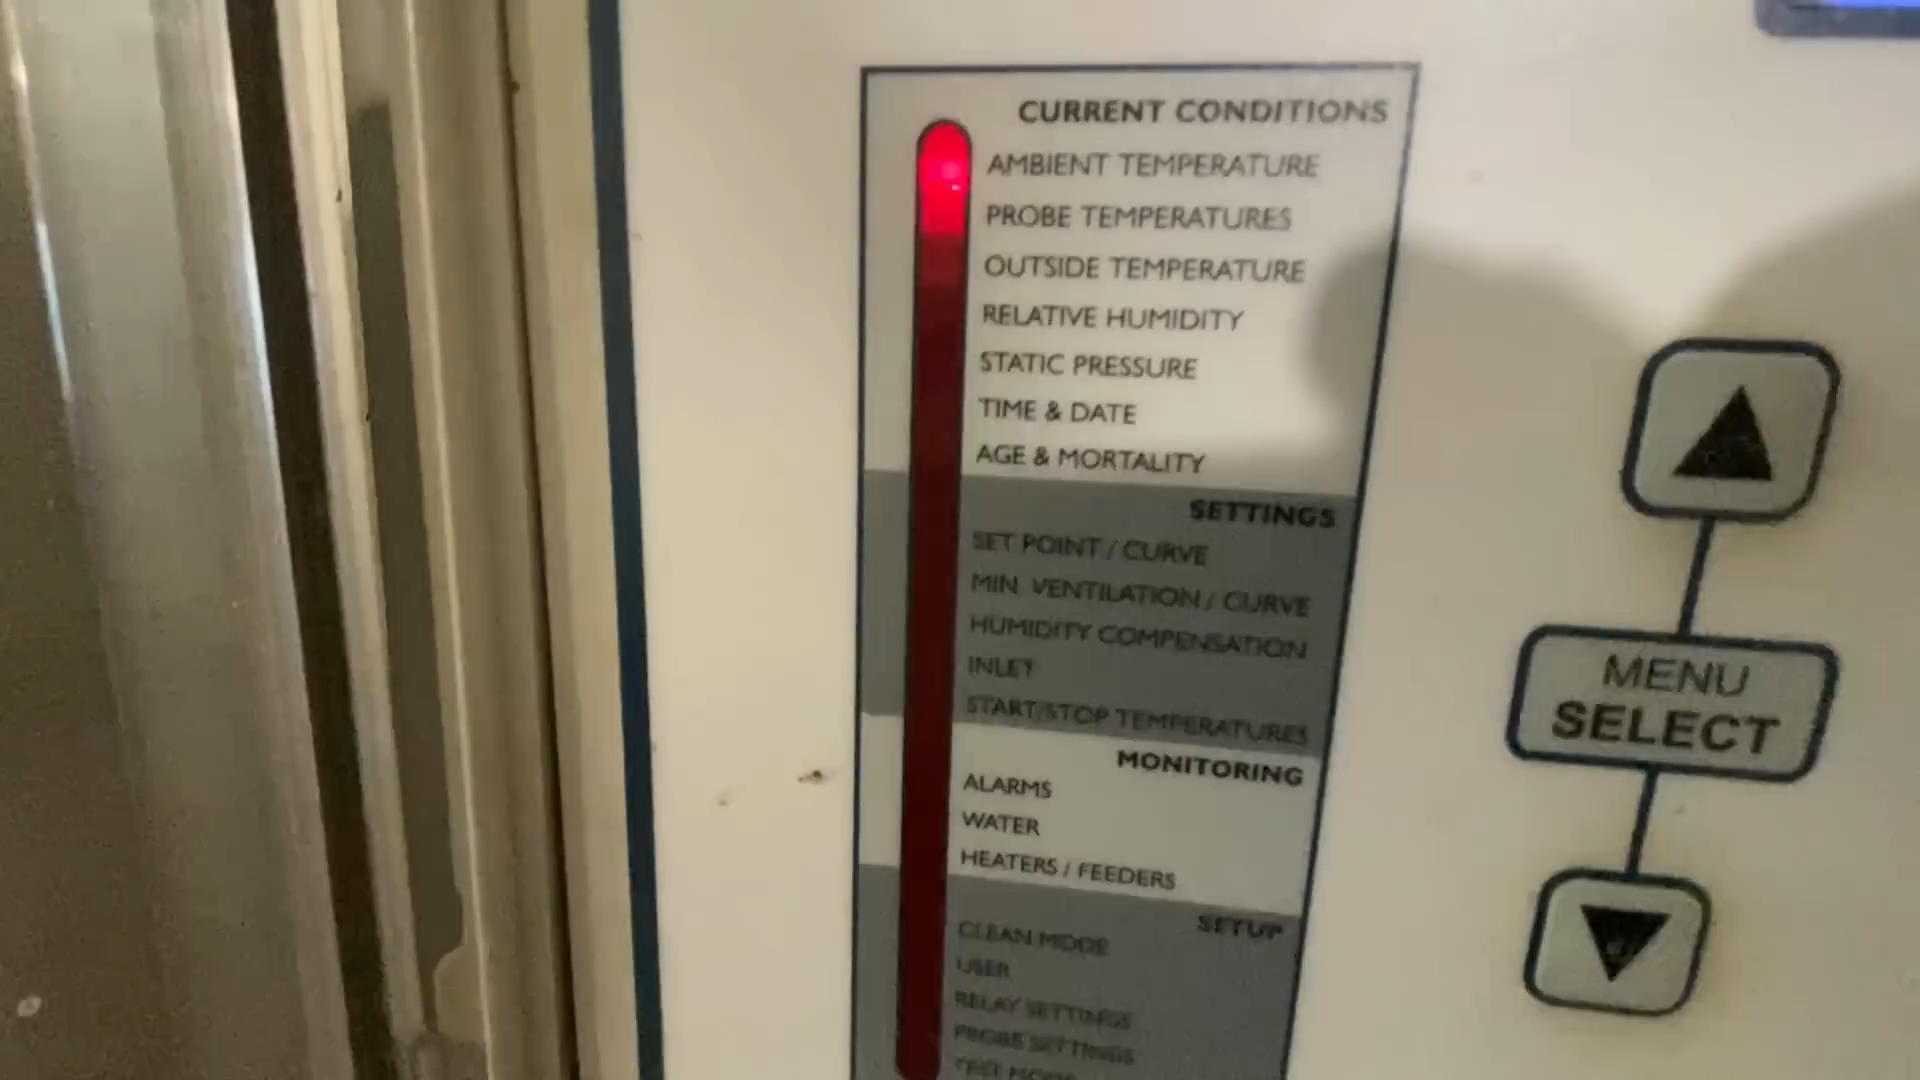 CURRENT CONDITIONS
AMBIENT TEMPERATURE
PROBE TEMPERATURES
OUTSIDE TEMPERATURE
RELATIVE HUMIDITY
STATIC PRESSURE
TIME & DATE
AGE & MORTALITY
SETTINGS
SET POINT / CURVE
MIN. VENTILATION / CURVE
HUMIDITY COMPENSATION
INLET
START/STOP TEMPERATURES
MONITORING
ALARMS
WATER
HEATERS / FEEDERS
SETUP
CLEAN MODE
USER
RELAY SETTINGS
PROBE SETTINGS
TEST MODE
MENU
SELECT